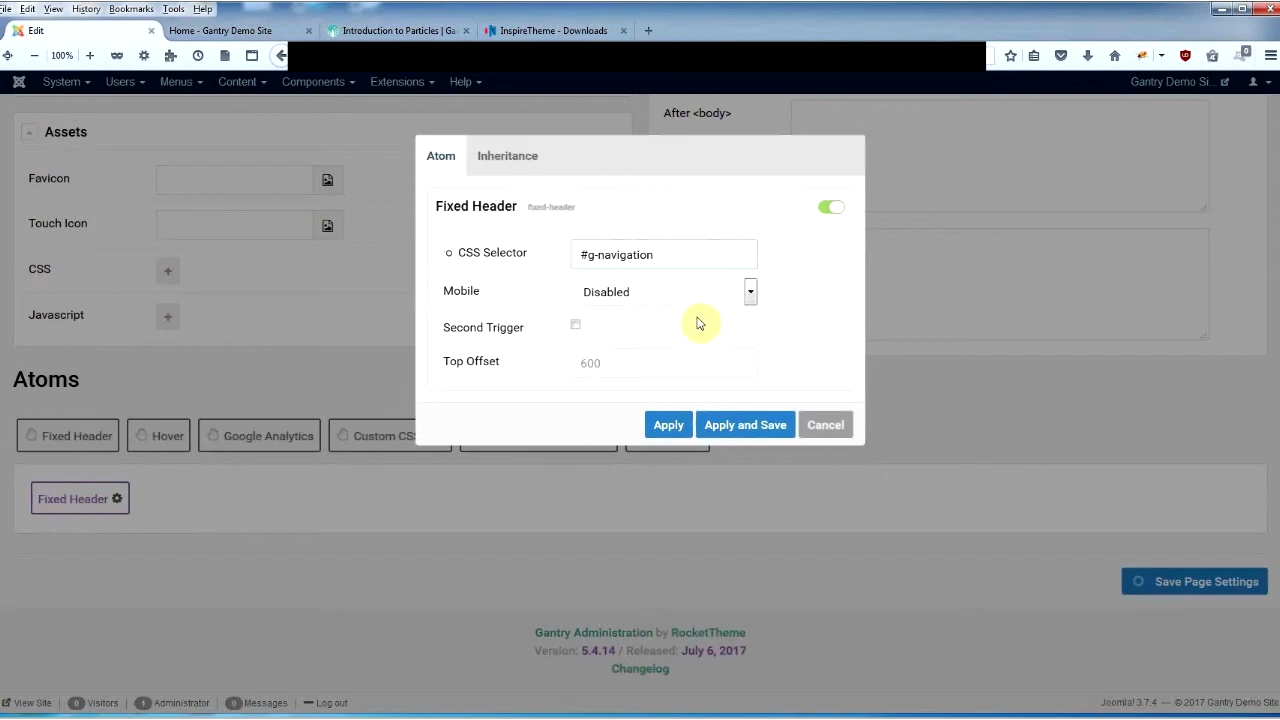 File Edit View History Bookmarks Tools Help
Edit
Home - Gantry Demo Site
Introduction to Particles | Ga
InspireTheme - Downloads
100%
0
System Users Menus Content Components Extensions Help
Gantry Demo Si...
After <body>
Assets
Favicon
Touch Icon
CSS
Javascript
Atom Inheritance
Fixed Header fixed-header
CSS Selector #g-navigation
Mobile Disabled
Second Trigger
Top Offset 600
Apply Apply and Save Cancel
Atoms
Fixed Header Hover Google Analytics Custom CS
Fixed Header
Save Page Settings
Gantry Administration by RocketTheme
Version: 5.4.14 / Released: July 6, 2017
Changelog
View Site 0 Visitors 1 Administrator 0 Messages Log out
Joomla! 3.7.4 — © 2017 Gantry Demo Site